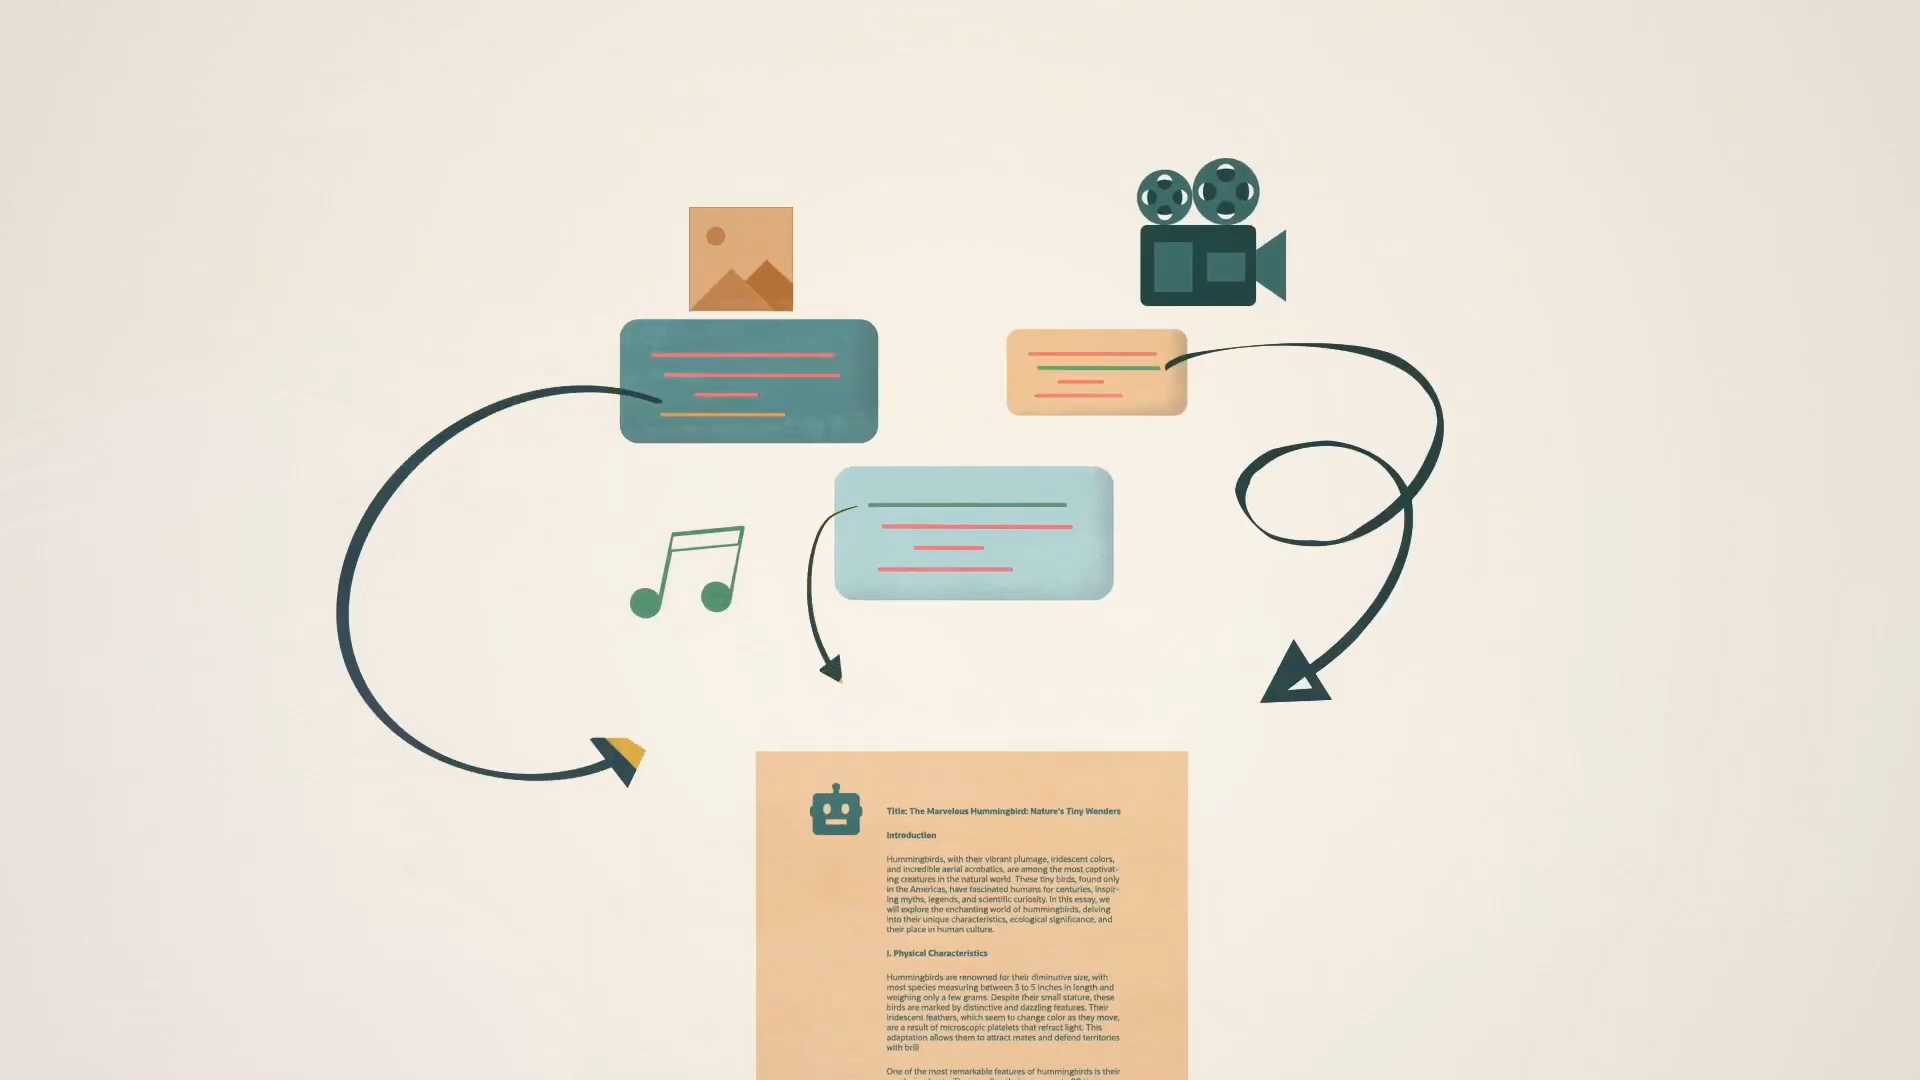 Title: The Marvelous Hummingbird: Nature's Tiny Wonders
Introduction
Hummingbirds, with their vibrant plumage, iridescent colors,
and incredible aerial acrobatics, are among the most captivat-
ing creatures in the natural world. These tiny birds, found only
in the Americas, have fascinated humans for centuries, inspir-
ing myths, legends, and scientific curiosity. In this essay, we
will explore the enchanting world of hummingbirds, delving
into their unique characteristics, ecological significance, and
their place in human culture.
I. Physical Characteristics
Hummingbirds are renowned for their diminutive size, with
most species measuring between 3 to 5 inches in length and
weighing only a few grams. Despite their small stature, these
birds are marked by distinctive and dazzling features. Their
iridescent feathers, which seem to change color as they move,
are a result of microscopic platelets that refract light. This
adaptation allows them to attract mates and defend territories
with brill
One of the most remarkable features of hummingbirds is their